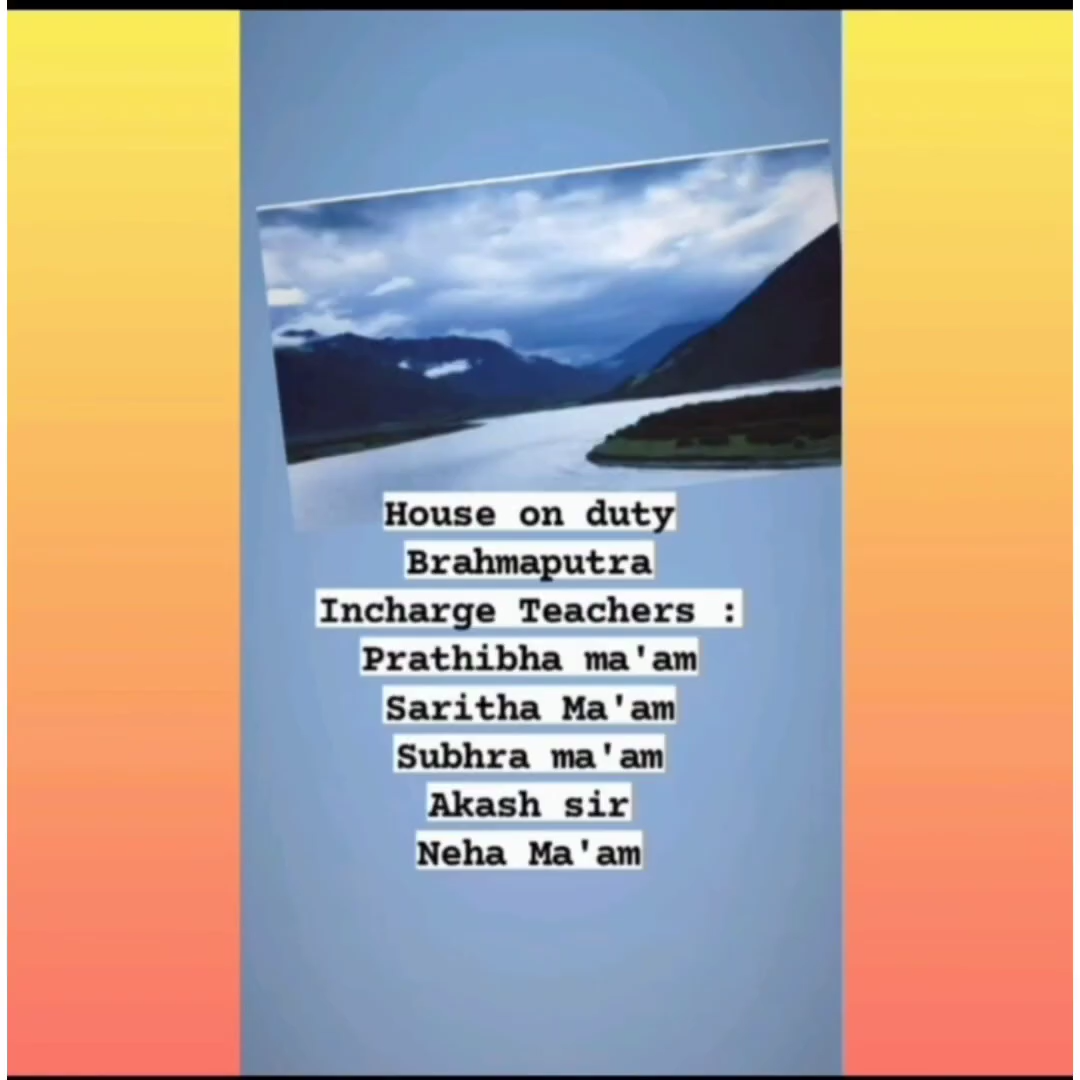 House on duty
Brahmaputra
Incharge Teachers :
Prathibha ma'am
Saritha Ma'am
Subhra ma'am
Akash sir
Neha Ma'am